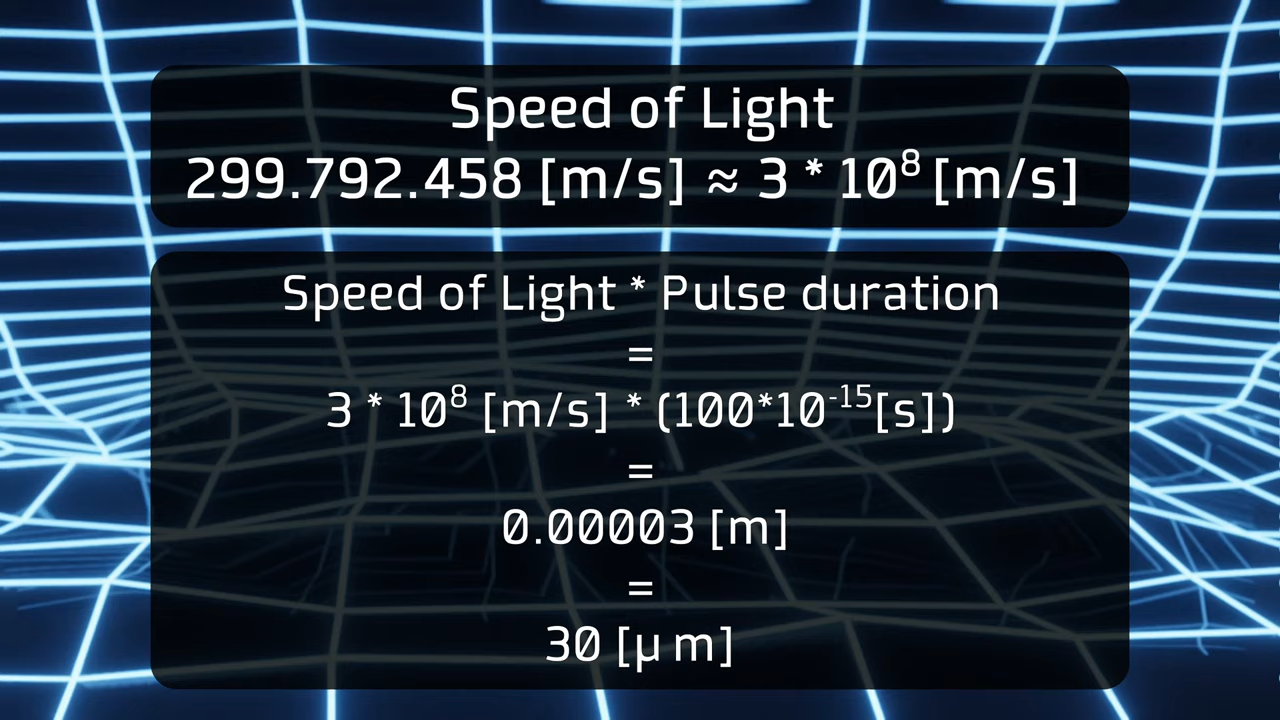 Speed of Light
299.792.458 [m/s] ≈ 3 * 10⁸ [m/s]
Speed of Light * Pulse duration
=
3 * 10⁸ [m/s] * (100*10⁻¹⁵[s])
=
0.00003 [m]
=
30 [µ m]